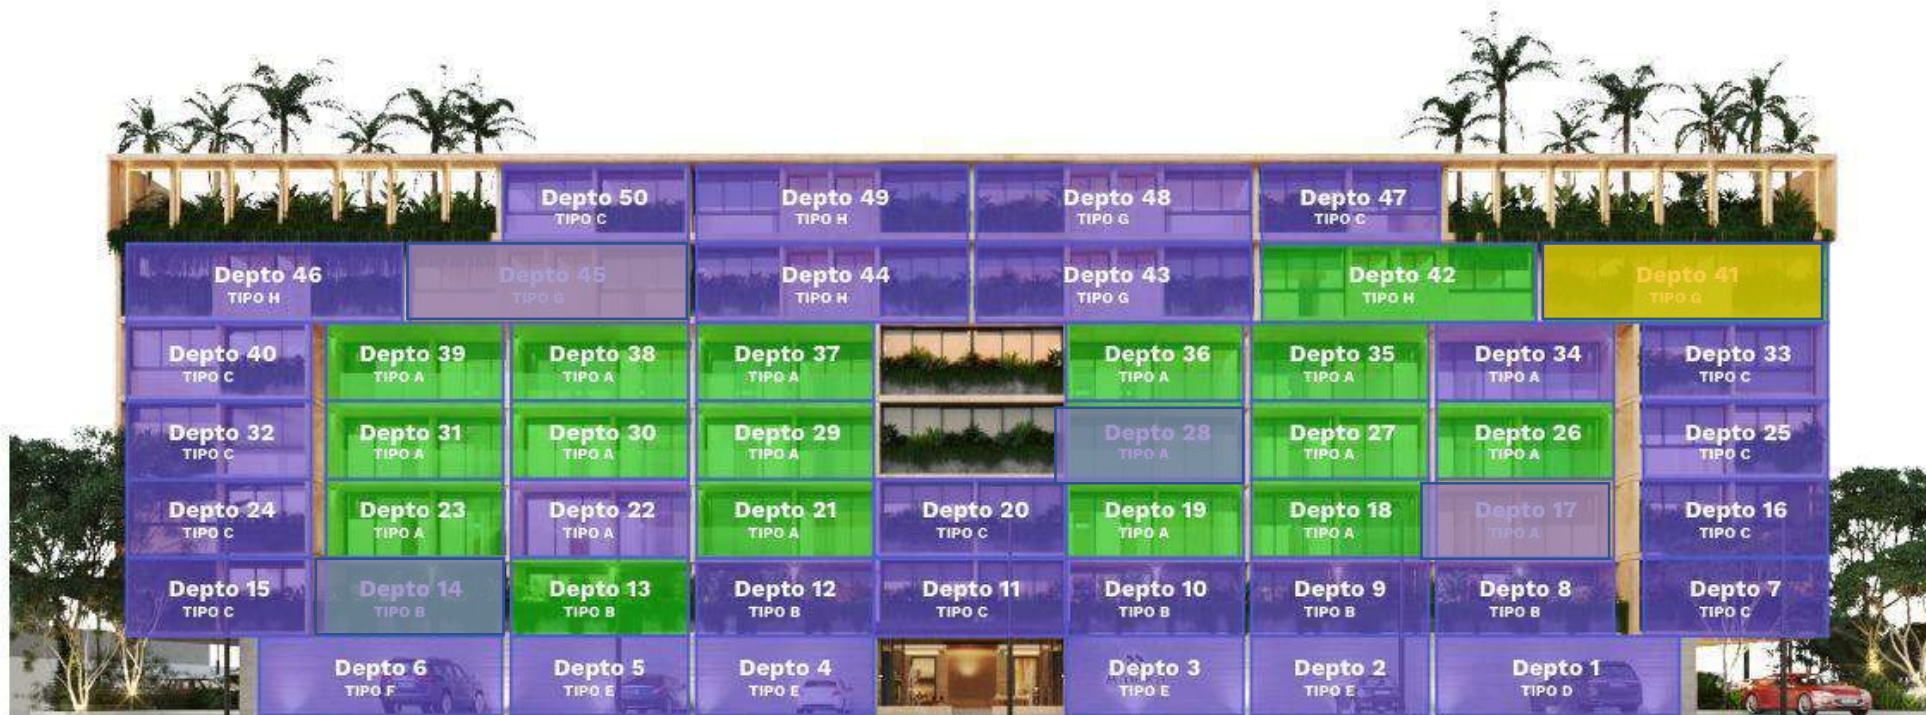 Depto 50
TIPO C
Depto 49
TIPO H
Depto 48
TIPO G
Depto 47
TIPO C
Depto 46
TIPO H
Depto 45
TIPO G
Depto 44
TIPO H
Depto 43
TIPO G
Depto 42
TIPO H
Depto 41
TIPO G
Depto 40
TIPO C
Depto 39
TIPO A
Depto 38
TIPO A
Depto 37
TIPO A
Depto 36
TIPO A
Depto 35
TIPO A
Depto 34
TIPO A
Depto 33
TIPO C
Depto 32
TIPO C
Depto 31
TIPO A
Depto 30
TIPO A
Depto 29
TIPO A
Depto 28
TIPO A
Depto 27
TIPO A
Depto 26
TIPO A
Depto 25
TIPO C
Depto 24
TIPO C
Depto 23
TIPO A
Depto 22
TIPO A
Depto 21
TIPO A
Depto 20
TIPO C
Depto 19
TIPO A
Depto 18
TIPO A
Depto 17
TIPO A
Depto 16
TIPO C
Depto 15
TIPO C
Depto 14
TIPO B
Depto 13
TIPO B
Depto 12
TIPO B
Depto 11
TIPO C
Depto 10
TIPO B
Depto 9
TIPO B
Depto 8
TIPO B
Depto 7
TIPO C
Depto 6
TIPO F
Depto 5
TIPO E
Depto 4
TIPO E
Depto 3
TIPO E
Depto 2
TIPO E
Depto 1
TIPO D